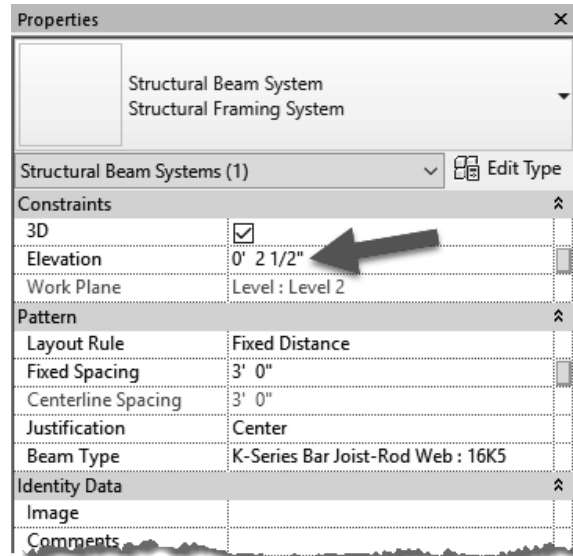 Properties ×
Structural Beam System
Structural Framing System
Structural Beam Systems (1) Edit Type
Constraints
3D
Elevation 0' 2 1/2"
Work Plane Level : Level 2
Pattern
Layout Rule Fixed Distance
Fixed Spacing 3' 0"
Centerline Spacing 3' 0"
Justification Center
Beam Type K-Series Bar Joist-Rod Web : 16K5
Identity Data
Image
Comments